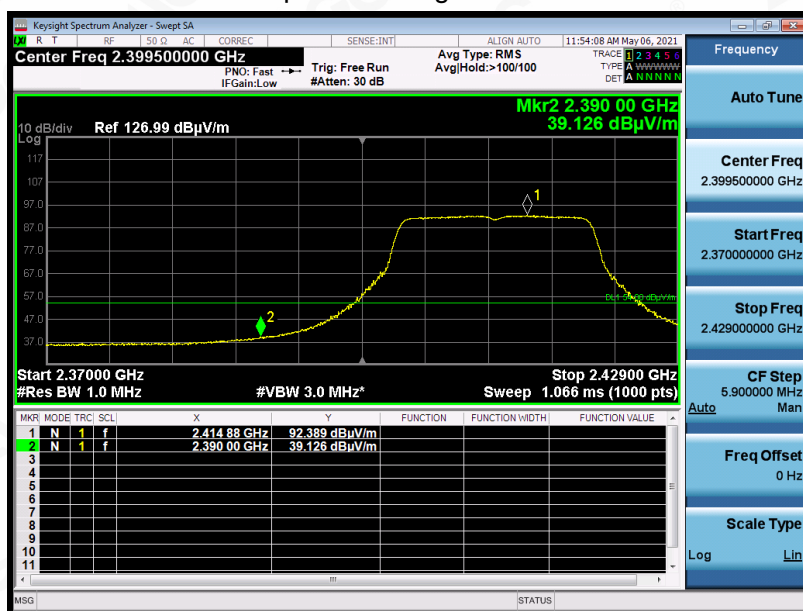 Keysight Spectrum Analyzer - Swept SA
LXI R T RF 50 Ω AC CORREC SENSE:INT ALIGN AUTO 11:54:08 AM May 06, 2021
Center Freq 2.399500000 GHz
PNO: Fast
IFGain:Low
Trig: Free Run
#Atten: 30 dB
Avg Type: RMS
Avg|Hold:>100/100
TRACE 1 2 3 4 5 6
TYPE A WWWWW
DET A N N N N N
Mkr2 2.390 00 GHz
39.126 dBµV/m
10 dB/div Ref 126.99 dBµV/m
Log
117
107
97.0
87.0
77.0
67.0
57.0
47.0
37.0
1
2
DL1 54.00 dBµV/m
Start 2.37000 GHz Stop 2.42900 GHz
#Res BW 1.0 MHz #VBW 3.0 MHz* Sweep 1.066 ms (1000 pts)
MKR MODE TRC SCL X Y FUNCTION FUNCTION WIDTH FUNCTION VALUE
1 N 1 f 2.414 88 GHz 92.389 dBµV/m
2 N 1 f 2.390 00 GHz 39.126 dBµV/m
3
4
5
6
7
8
9
10
11
MSG STATUS
Frequency
Auto Tune
Center Freq
2.399500000 GHz
Start Freq
2.370000000 GHz
Stop Freq
2.429000000 GHz
CF Step
5.900000 MHz
Auto Man
Freq Offset
0 Hz
Scale Type
Log Lin